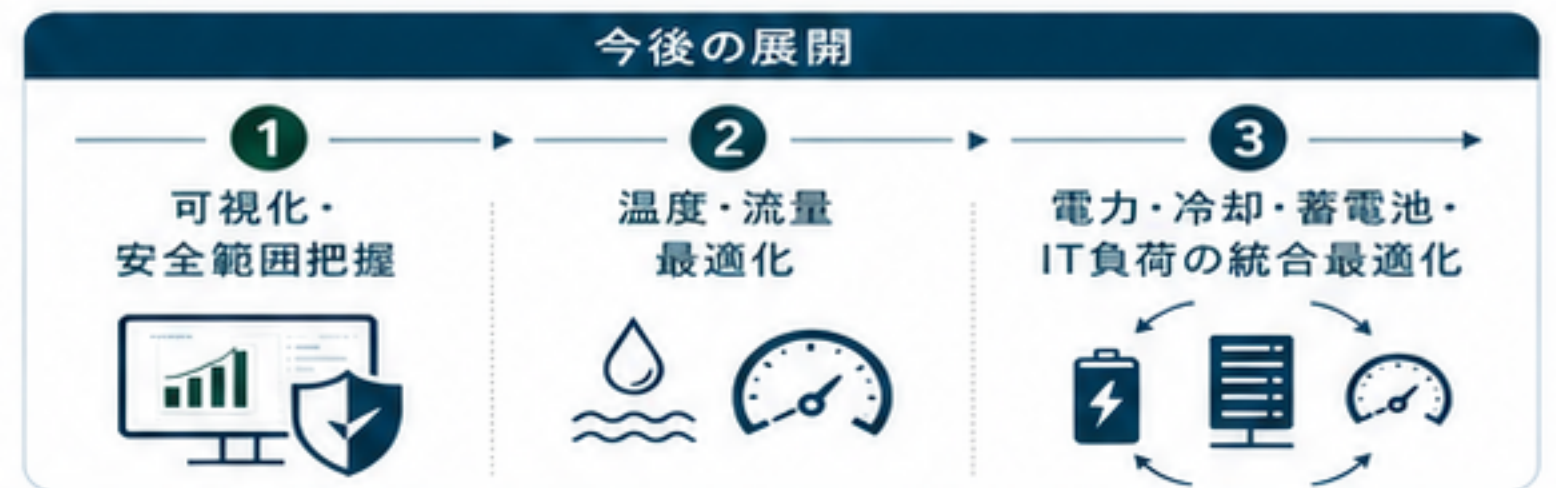 今後の展開
1
可視化・
安全範囲把握
2
温度・流量
最適化
3
電力・冷却・蓄電池・
IT負荷の統合最適化